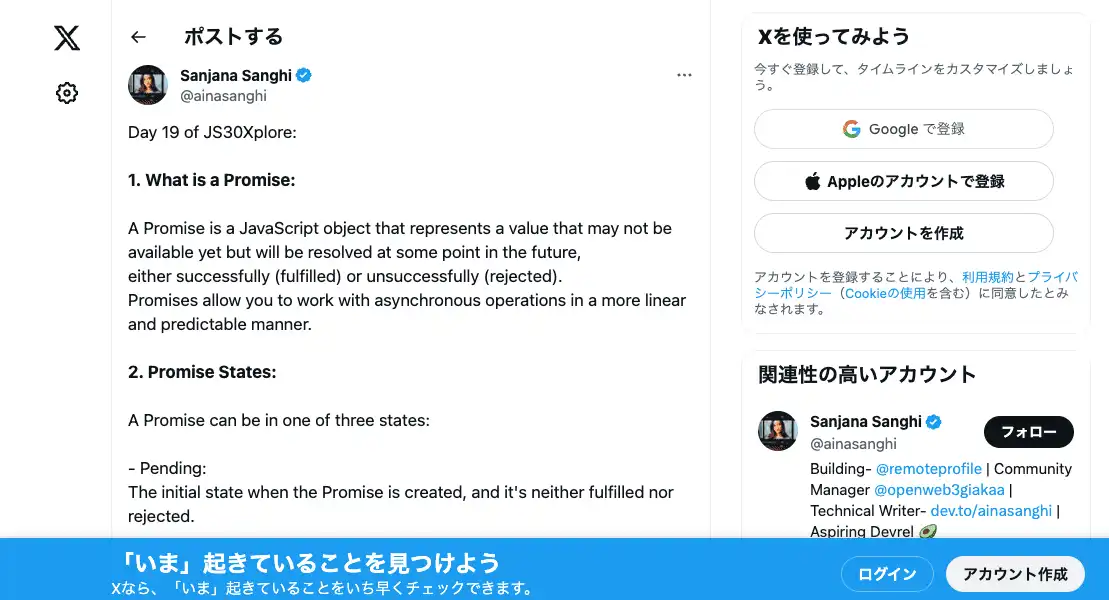 ポストする
Sanjana Sanghi
@ainasanghi
Day 19 of JS30Xplore:
1. What is a Promise:
A Promise is a JavaScript object that represents a value that may not be
available yet but will be resolved at some point in the future,
either successfully (fulfilled) or unsuccessfully (rejected).
Promises allow you to work with asynchronous operations in a more linear
and predictable manner.
2. Promise States:
A Promise can be in one of three states:
- Pending:
The initial state when the Promise is created, and it's neither fulfilled nor
rejected.
Xを使ってみよう
今すぐ登録して、タイムラインをカスタマイズしましょ
う。
Google で登録
Appleのアカウントで登録
アカウントを作成
アカウントを登録することにより、利用規約とプライバ
シーポリシー（Cookieの使用を含む）に同意したとみ
なされます。
関連性の高いアカウント
Sanjana Sanghi
@ainasanghi
フォロー
Building- @remoteprofile | Community
Manager @openweb3giakaa |
Technical Writer- dev.to/ainasanghi |
Aspiring Devrel 🥑
「いま」起きていることを見つけよう
Xなら、「いま」起きていることをいち早くチェックできます。
ログイン
アカウント作成